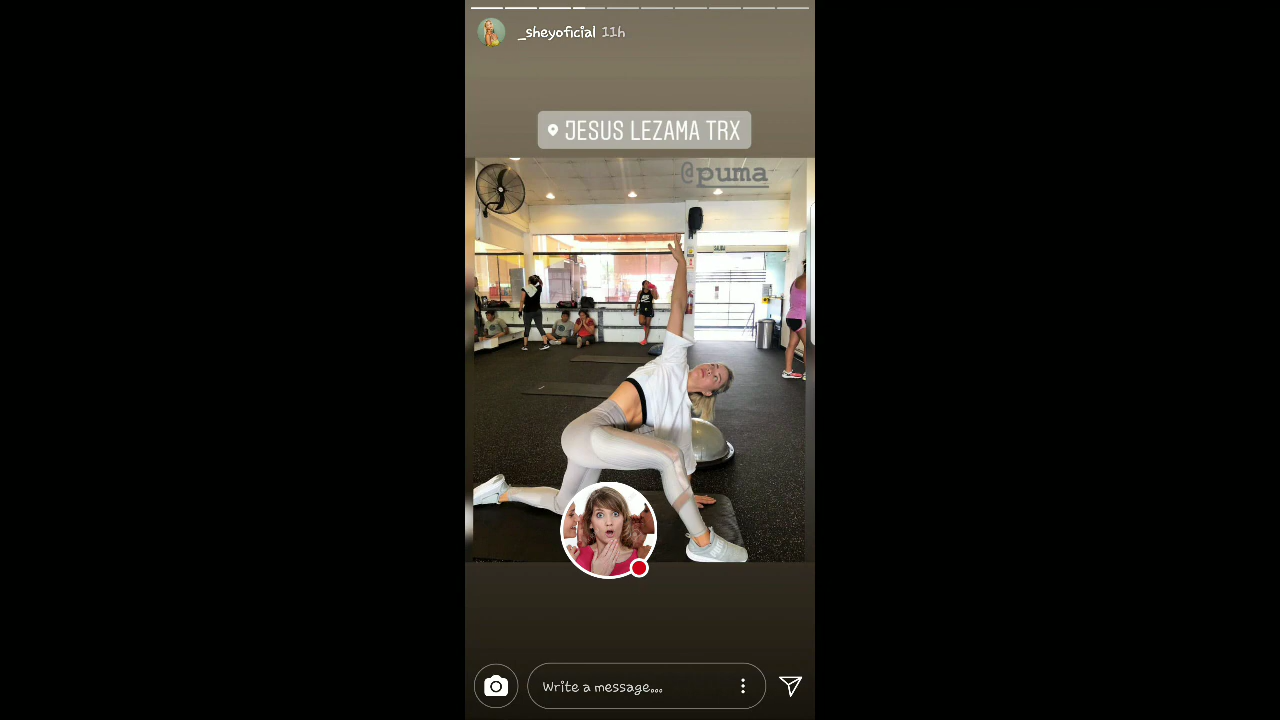 _sheyoficial 11h
JESUS LEZAMA TRX
@puma
Write a message...